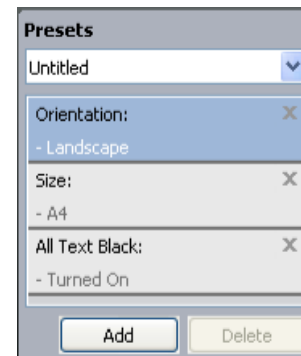 Presets
Untitled
Orientation:
- Landscape
Size:
- A4
All Text Black:
- Turned On
Add Delete